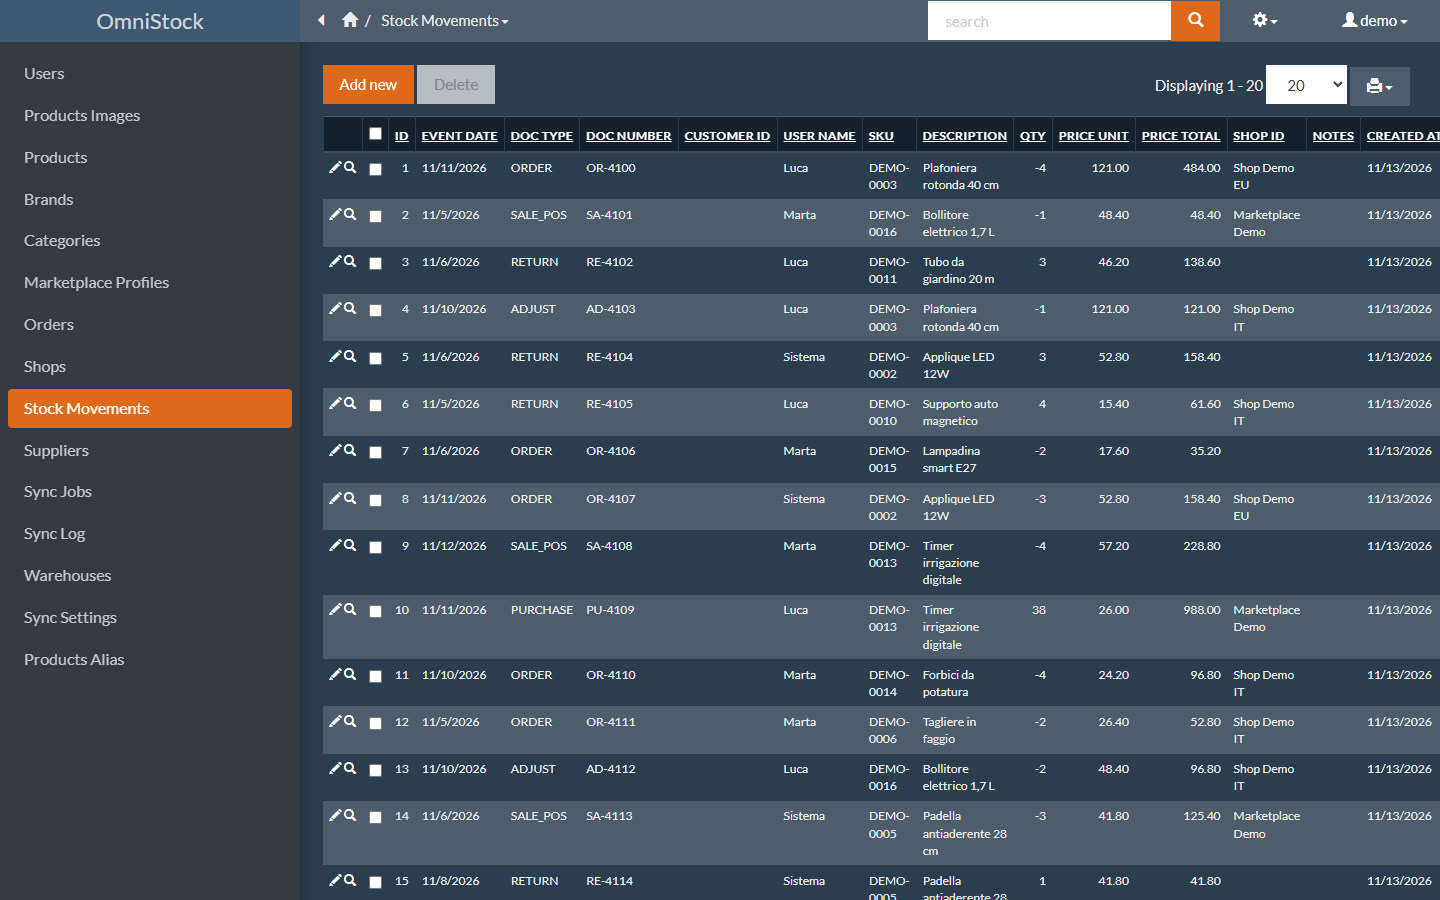 OmniStock
/ Stock Movements
search
demo
Users
Products Images
Products
Brands
Categories
Marketplace Profiles
Orders
Shops
Stock Movements
Suppliers
Sync Jobs
Sync Log
Warehouses
Sync Settings
Products Alias
Add new
Delete
Displaying 1 - 20
20
ID EVENT DATE DOC TYPE DOC NUMBER CUSTOMER ID USER NAME SKU DESCRIPTION QTY PRICE UNIT PRICE TOTAL SHOP ID NOTES CREATED AT
1 11/11/2026 ORDER OR-4100 Luca DEMO- Plafoniera -4 121.00 484.00 Shop Demo 11/13/2026
0003 rotonda 40 cm EU
2 11/5/2026 SALE_POS SA-4101 Marta DEMO- Bollitore -1 48.40 48.40 Marketplace 11/13/2026
0016 elettrico 1,7 L Demo
3 11/6/2026 RETURN RE-4102 Luca DEMO- Tubo da 3 46.20 138.60 11/13/2026
0011 giardino 20 m
4 11/10/2026 ADJUST AD-4103 Luca DEMO- Plafoniera -1 121.00 121.00 Shop Demo 11/13/2026
0003 rotonda 40 cm IT
5 11/6/2026 RETURN RE-4104 Sistema DEMO- Applique LED 3 52.80 158.40 11/13/2026
0002 12W
6 11/5/2026 RETURN RE-4105 Luca DEMO- Supporto auto 4 15.40 61.60 Shop Demo 11/13/2026
0010 magnetico IT
7 11/6/2026 ORDER OR-4106 Marta DEMO- Lampadina -2 17.60 35.20 11/13/2026
0015 smart E27
8 11/11/2026 ORDER OR-4107 Sistema DEMO- Applique LED -3 52.80 158.40 Shop Demo 11/13/2026
0002 12W EU
9 11/12/2026 SALE_POS SA-4108 Marta DEMO- Timer -4 57.20 228.80 11/13/2026
0013 irrigazione
digitale
10 11/11/2026 PURCHASE PU-4109 Luca DEMO- Timer 38 26.00 988.00 Marketplace 11/13/2026
0013 irrigazione Demo
digitale
11 11/10/2026 ORDER OR-4110 Marta DEMO- Forbici da -4 24.20 96.80 Shop Demo 11/13/2026
0014 potatura IT
12 11/5/2026 ORDER OR-4111 Marta DEMO- Tagliere in -2 26.40 52.80 Shop Demo 11/13/2026
0006 faggio IT
13 11/10/2026 ADJUST AD-4112 Luca DEMO- Bollitore -2 48.40 96.80 Shop Demo 11/13/2026
0016 elettrico 1,7 L IT
14 11/6/2026 SALE_POS SA-4113 Sistema DEMO- Padella -3 41.80 125.40 Marketplace 11/13/2026
0005 antiaderente 28 Demo
cm
15 11/8/2026 RETURN RE-4114 Sistema DEMO- Padella 1 41.80 41.80 11/13/2026
0005 antiaderente 28